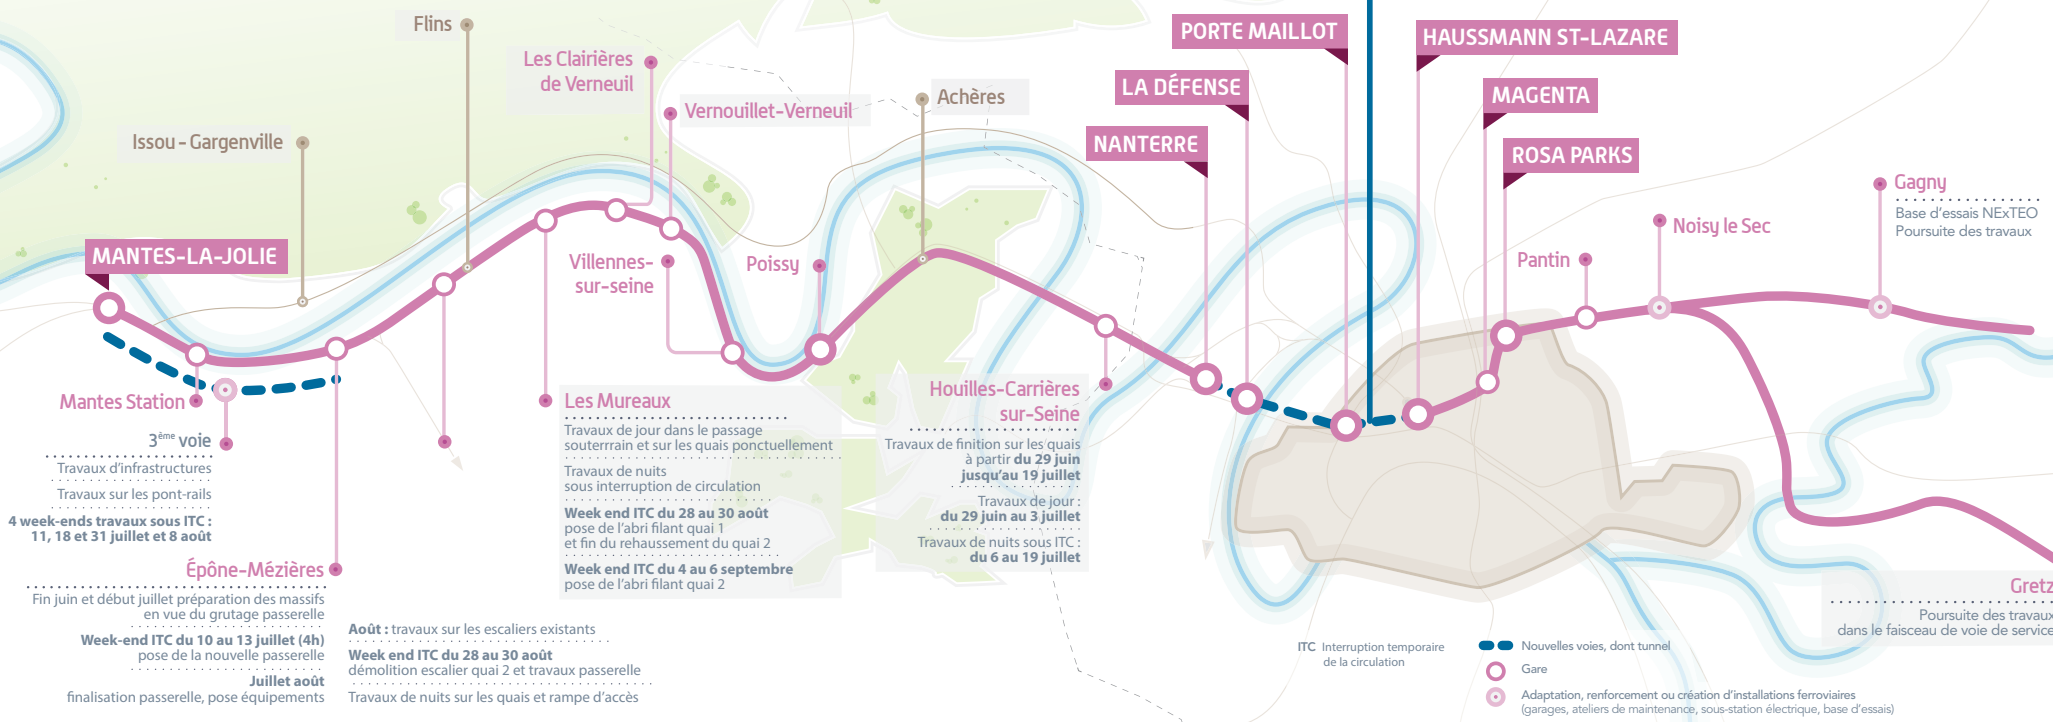 Flins
Les Clairières
de Verneuil
Vernouillet-Verneuil
Achères
Issou - Gargenville
PORTE MAILLOT
HAUSSMANN ST-LAZARE
LA DÉFENSE
MAGENTA
NANTERRE
ROSA PARKS
Gagny
Base d'essais NExTEO
Poursuite des travaux
Noisy le Sec
Pantin
MANTES-LA-JOLIE
Villennes-
sur-seine
Poissy
Mantes Station
3ème voie
Travaux d'infrastructures
Travaux sur les pont-rails
4 week-ends travaux sous ITC :
11, 18 et 31 juillet et 8 août
Épône-Mézières
Fin juin et début juillet préparation des massifs
en vue du grutage passerelle
Week-end ITC du 10 au 13 juillet (4h)
pose de la nouvelle passerelle
Juillet août
finalisation passerelle, pose équipements
Août : travaux sur les escaliers existants
Week end ITC du 28 au 30 août
démolition escalier quai 2 et travaux passerelle
Travaux de nuits sur les quais et rampe d'accès
Les Mureaux
Travaux de jour dans le passage
souterrrain et sur les quais ponctuellement
Travaux de nuits
sous interruption de circulation
Week end ITC du 28 au 30 août
pose de l'abri filant quai 1
et fin du rehaussement du quai 2
Week end ITC du 4 au 6 septembre
pose de l'abri filant quai 2
Houilles-Carrières
sur-Seine
Travaux de finition sur les quais
à partir du 29 juin
jusqu'au 19 juillet
Travaux de jour :
du 29 juin au 3 juillet
Travaux de nuits sous ITC :
du 6 au 19 juillet
Gretz
Poursuite des travaux
dans le faisceau de voie de service
ITC Interruption temporaire
de la circulation
Nouvelles voies, dont tunnel
Gare
Adaptation, renforcement ou création d'installations ferroviaires
(garages, ateliers de maintenance, sous-station électrique, base d'essais)